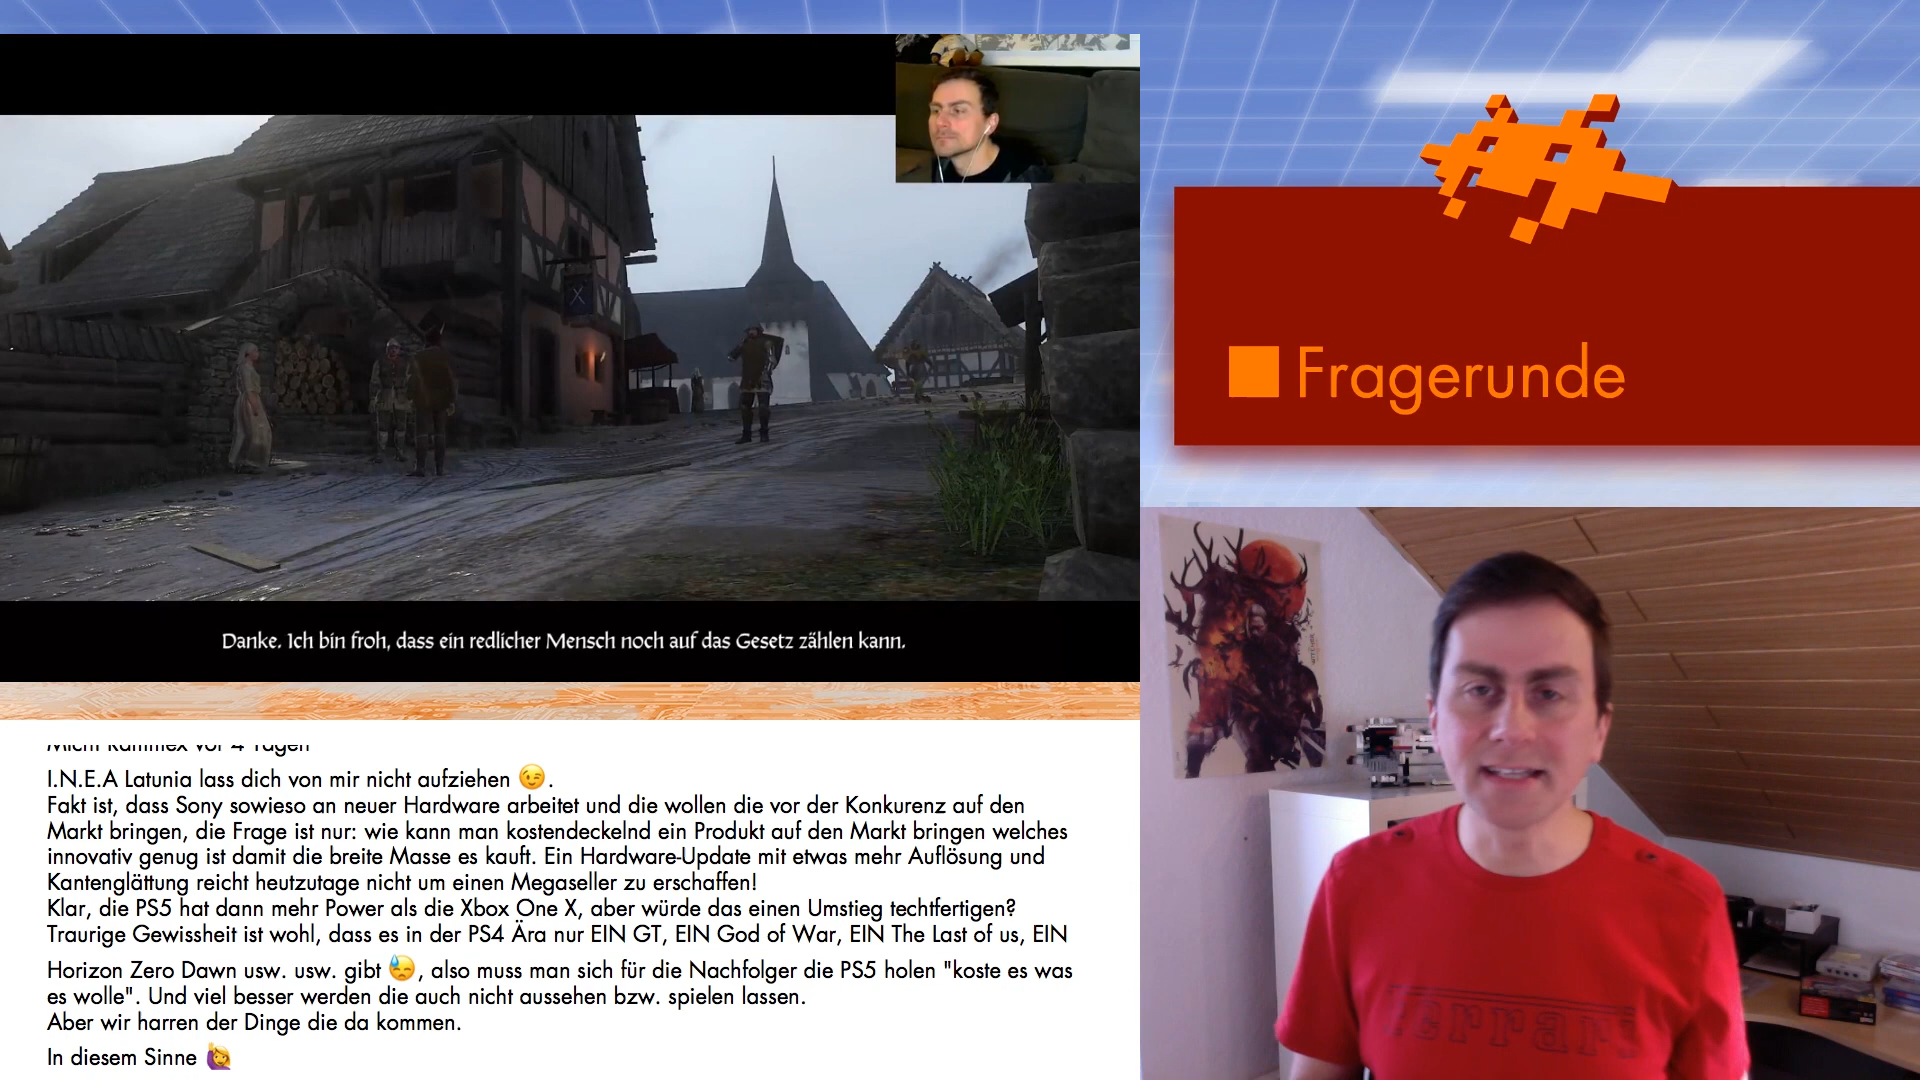 Danke. Ich bin froh, dass ein redlicher Mensch noch auf das Gesetz zählen kann.
Fragerunde
vor 4 Tagen
I.N.E.A Latunia lass dich von mir nicht aufziehen 😉.
Fakt ist, dass Sony sowieso an neuer Hardware arbeitet und die wollen die vor der Konkurenz auf den
Markt bringen, die Frage ist nur: wie kann man kostendeckelnd ein Produkt auf den Markt bringen welches
innovativ genug ist damit die breite Masse es kauft. Ein Hardware-Update mit etwas mehr Auflösung und
Kantenglättung reicht heutzutage nicht um einen Megaseller zu erschaffen!
Klar, die PS5 hat dann mehr Power als die Xbox One X, aber würde das einen Umstieg techtfertigen?
Traurige Gewissheit ist wohl, dass es in der PS4 Ära nur EIN GT, EIN God of War, EIN The Last of us, EIN
Horizon Zero Dawn usw. usw. gibt 😓, also muss man sich für die Nachfolger die PS5 holen "koste es was
es wolle". Und viel besser werden die auch nicht aussehen bzw. spielen lassen.
Aber wir harren der Dinge die da kommen.
In diesem Sinne 🙋
ferrari